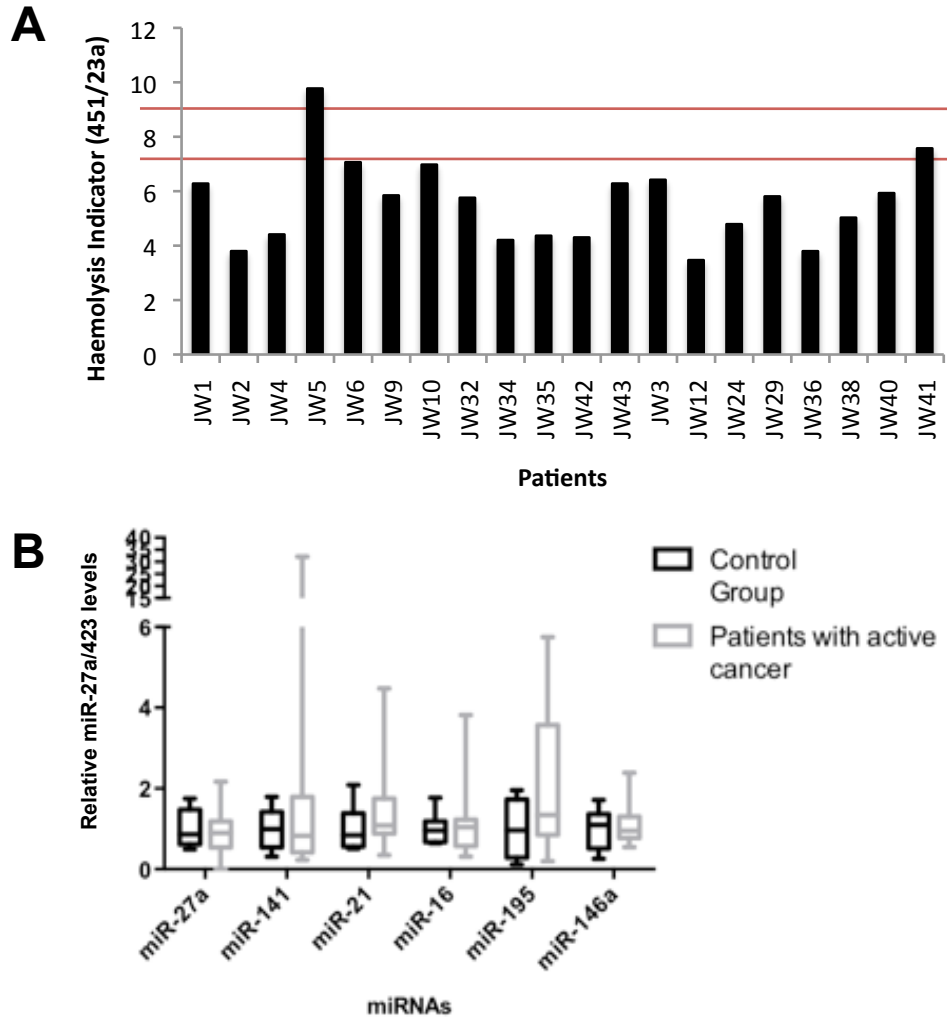 A
Haemolysis Indicator (451/23a)
12
10
8
6
4
2
0
JW1
JW2
JW4
JW5
JW6
JW9
JW10
JW32
JW34
JW35
JW42
JW43
JW3
JW12
JW24
JW29
JW36
JW38
JW40
JW41
Patients
B
Relative miR-27a/423 levels
40
35
30
25
20
15
6
4
2
0
miR-27a
miR-141
miR-21
miR-16
miR-195
miR-146a
miRNAs
Control
Group
Patients with active
cancer